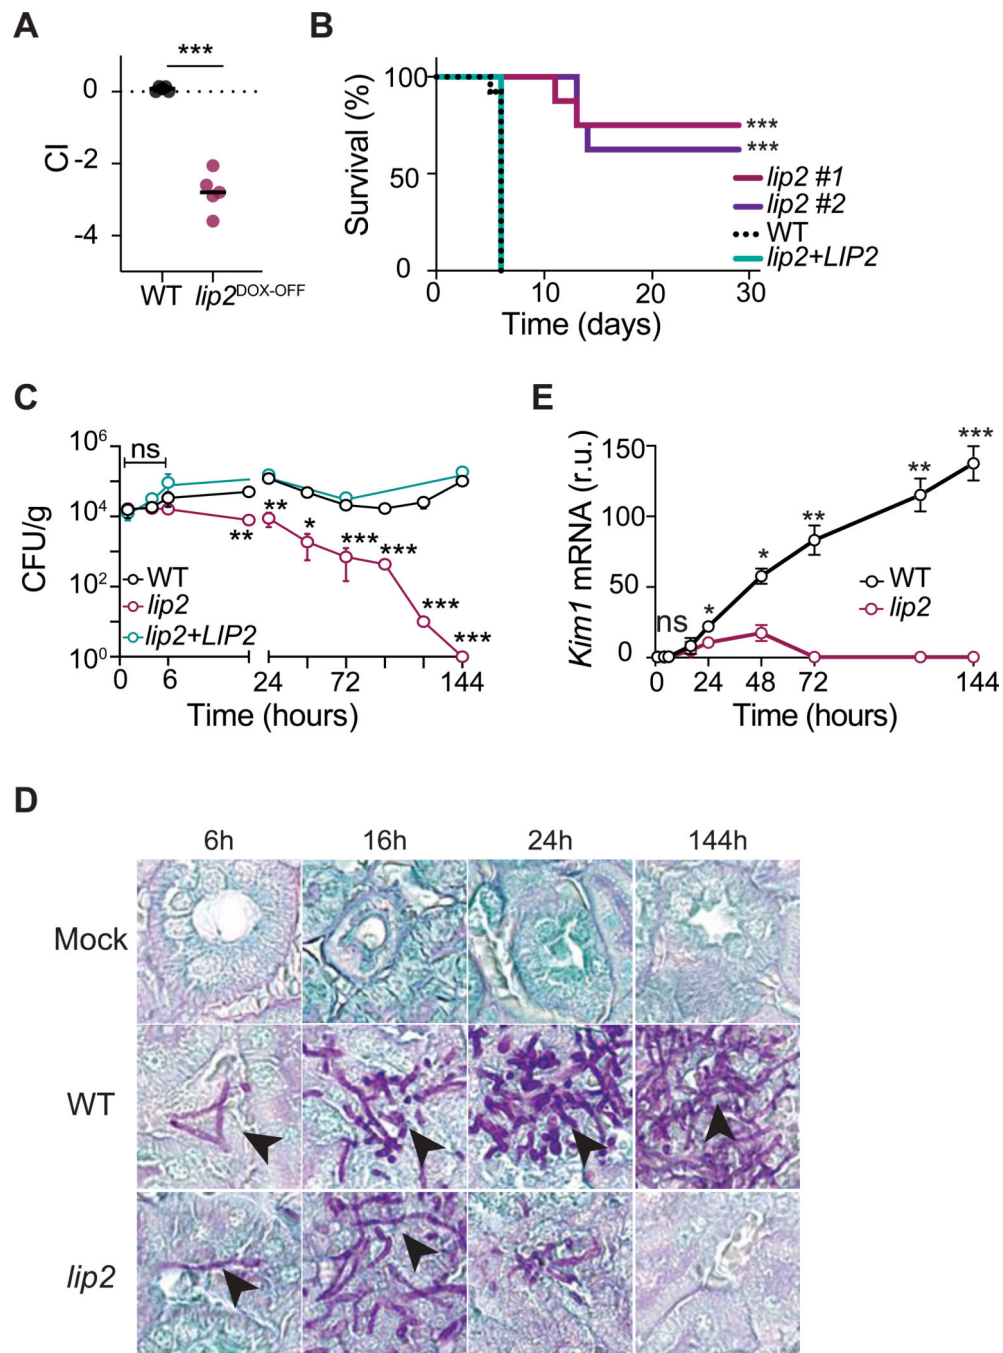 A
***
0
-2
-4
CI
WT lip2DOX-OFF
B
100
50
0
Survival (%)
***
***
lip2 #1
lip2 #2
WT
lip2+LIP2
0 10 20 30
Time (days)
C
10^6
10^4
10^2
10^0
CFU/g
ns
** ** * *** *** *** ***
WT
lip2
lip2+LIP2
0 6 24 72 144
Time (hours)
E
150
100
50
0
Kim1 mRNA (r.u.)
ns * * ** ** ***
WT
lip2
0 24 48 72 144
Time (hours)
D
6h 16h 24h 144h
Mock
WT
lip2